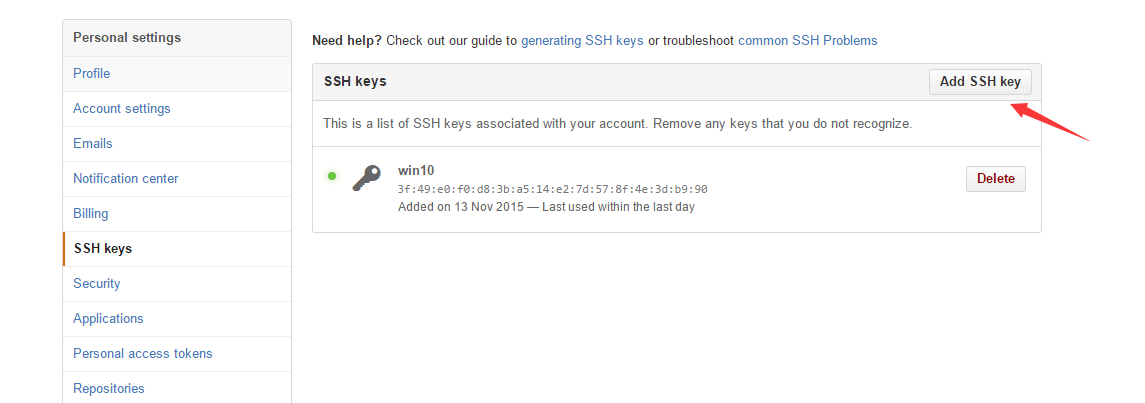 Personal settings
Profile
Account settings
Emails
Notification center
Billing
SSH keys
Security
Applications
Personal access tokens
Repositories
Need help? Check out our guide to generating SSH keys or troubleshoot common SSH Problems
SSH keys
Add SSH key
This is a list of SSH keys associated with your account. Remove any keys that you do not recognize.
win10
3f:49:e0:f0:d8:3b:a5:14:e2:7d:57:8f:4e:3d:b9:90
Added on 13 Nov 2015 — Last used within the last day
Delete